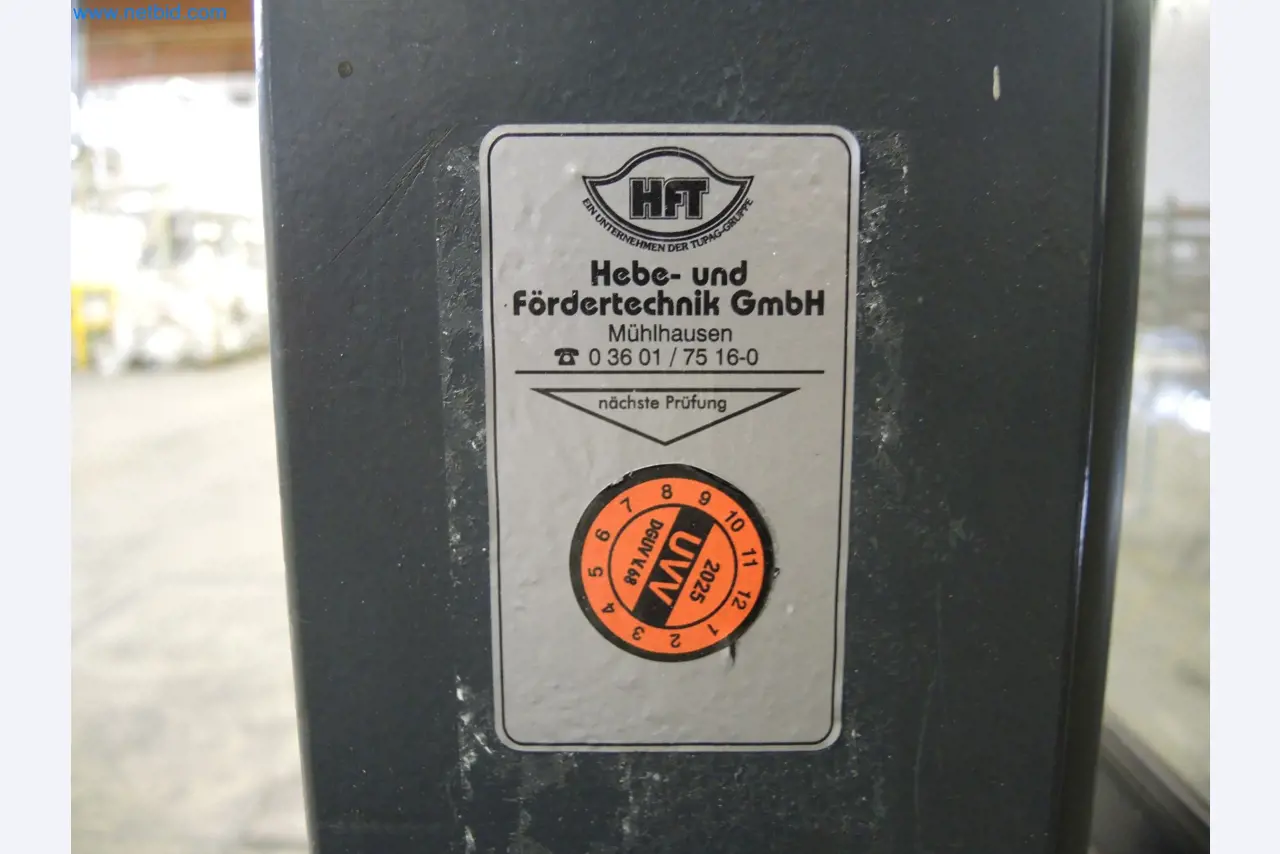 www.netbid.com
HFT
EIN UNTERNEHMEN DER TUPAG-GRUPPE
Hebe- und
Fördertechnik GmbH
Mühlhausen
☎ 0 36 01 / 75 16-0
nächste Prüfung
1 2 3 4 5 6 7 8 9 10 11 12
DGUV V.68
UVV
2025